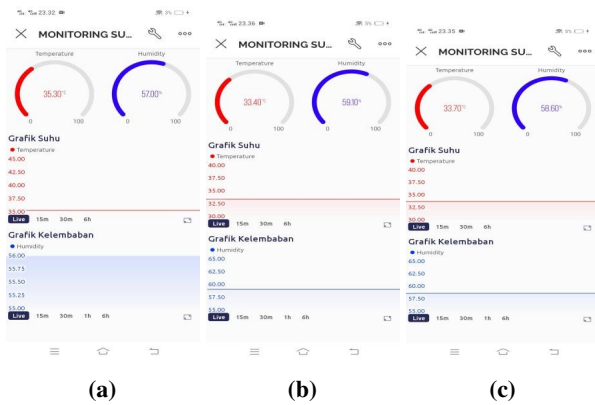 23.32
MONITORING SU...
Temperature
Humidity
35.30°C
57.00%
0
100
0
100
Grafik Suhu
Temperature
45.00
42.50
40.00
37.50
35.00
Live 15m 30m 6h
Grafik Kelembaban
Humidity
56.00
55.75
55.50
55.25
55.00
Live 15m 30m 1h 6h
(a)
23.36
MONITORING SU...
Temperature
Humidity
33.40°C
59.10%
0
100
0
100
Grafik Suhu
Temperature
40.00
37.50
35.00
32.50
30.00
Live 15m 30m 6h
Grafik Kelembaban
Humidity
65.00
62.50
60.00
57.50
55.00
Live 15m 30m 1h 6h
(b)
23.35
MONITORING SU...
Temperature
Humidity
33.70°C
58.60%
0
100
0
100
Grafik Suhu
Temperature
40.00
37.50
35.00
32.50
30.00
Live 15m 30m 6h
Grafik Kelembaban
Humidity
65.00
62.50
60.00
57.50
55.00
Live 15m 30m 1h 6h
(c)